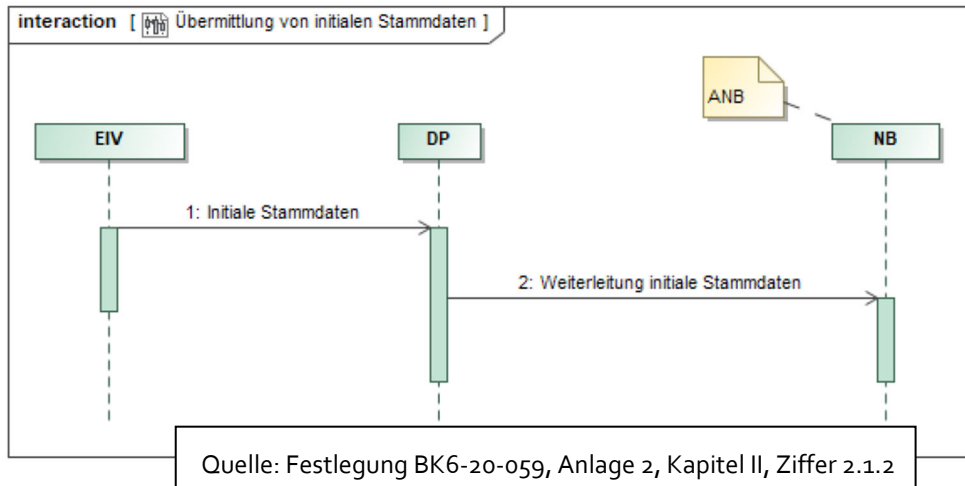 interaction [ Übermittlung von initialen Stammdaten ]
ANB
EIV
DP
NB
1: Initiale Stammdaten
2: Weiterleitung initiale Stammdaten
Quelle: Festlegung BK6-20-059, Anlage 2, Kapitel II, Ziffer 2.1.2